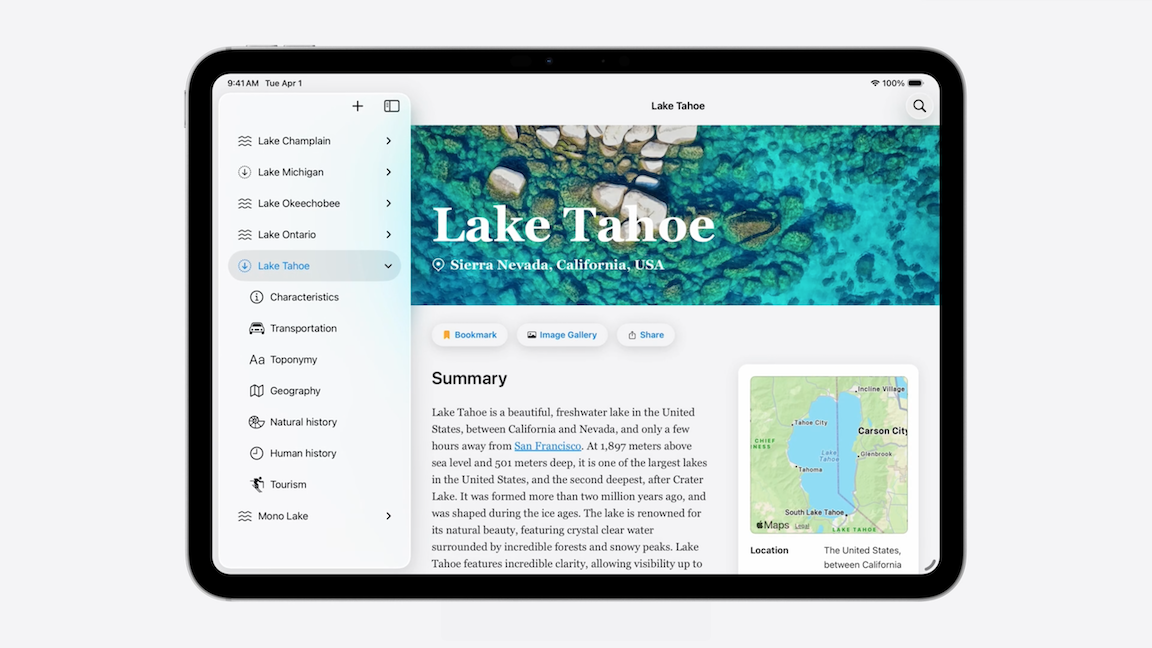 9:41 AM Tue Apr 1
100%
Lake Champlain
Lake Michigan
Lake Okeechobee
Lake Ontario
Lake Tahoe
Characteristics
Transportation
Aa Toponymy
Geography
Natural history
Human history
Tourism
Mono Lake
Lake Tahoe
Lake Tahoe
Sierra Nevada, California, USA
Bookmark
Image Gallery
Share
Summary
Lake Tahoe is a beautiful, freshwater lake in the United
States, between California and Nevada, and only a few
hours away from San Francisco. At 1,897 meters above
sea level and 501 meters deep, it is one of the largest lakes
in the United States, and the second deepest, after Crater
Lake. It was formed more than two million years ago, and
was shaped during the ice ages. The lake is renowned for
its natural beauty, featuring crystal clear water
surrounded by incredible forests and snowy peaks. Lake
Tahoe features incredible clarity, allowing visibility up to
Incline Village
Tahoe City
Carson City
CHIEF
NESS
Lake
Tahoe
Glenbrook
Tahoma
South Lake Tahoe
Maps Legal
LAKE TAHOE
Location
The United States,
between California